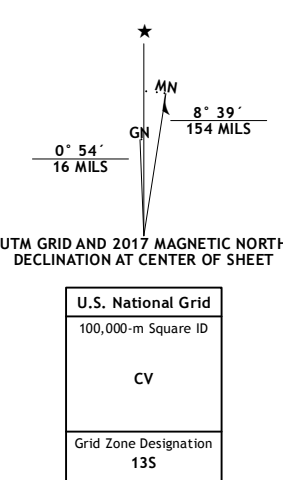 MN
GN
8° 39´
154 MILS
0° 54´
16 MILS
UTM GRID AND 2017 MAGNETIC NORTH
DECLINATION AT CENTER OF SHEET
U.S. National Grid
100,000-m Square ID
CV
Grid Zone Designation
13S